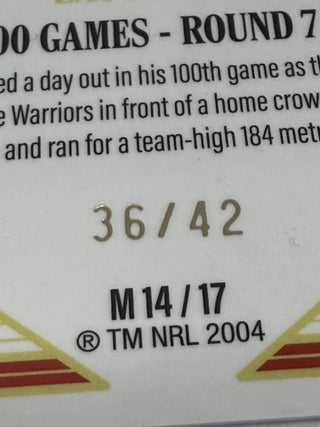 00 GAMES - ROUND 7
ed a day out in his 100th game as
Warriors in front of a home crow
and ran for a team-high 184 met
36/42
M 14 / 17
® TM NRL 2004